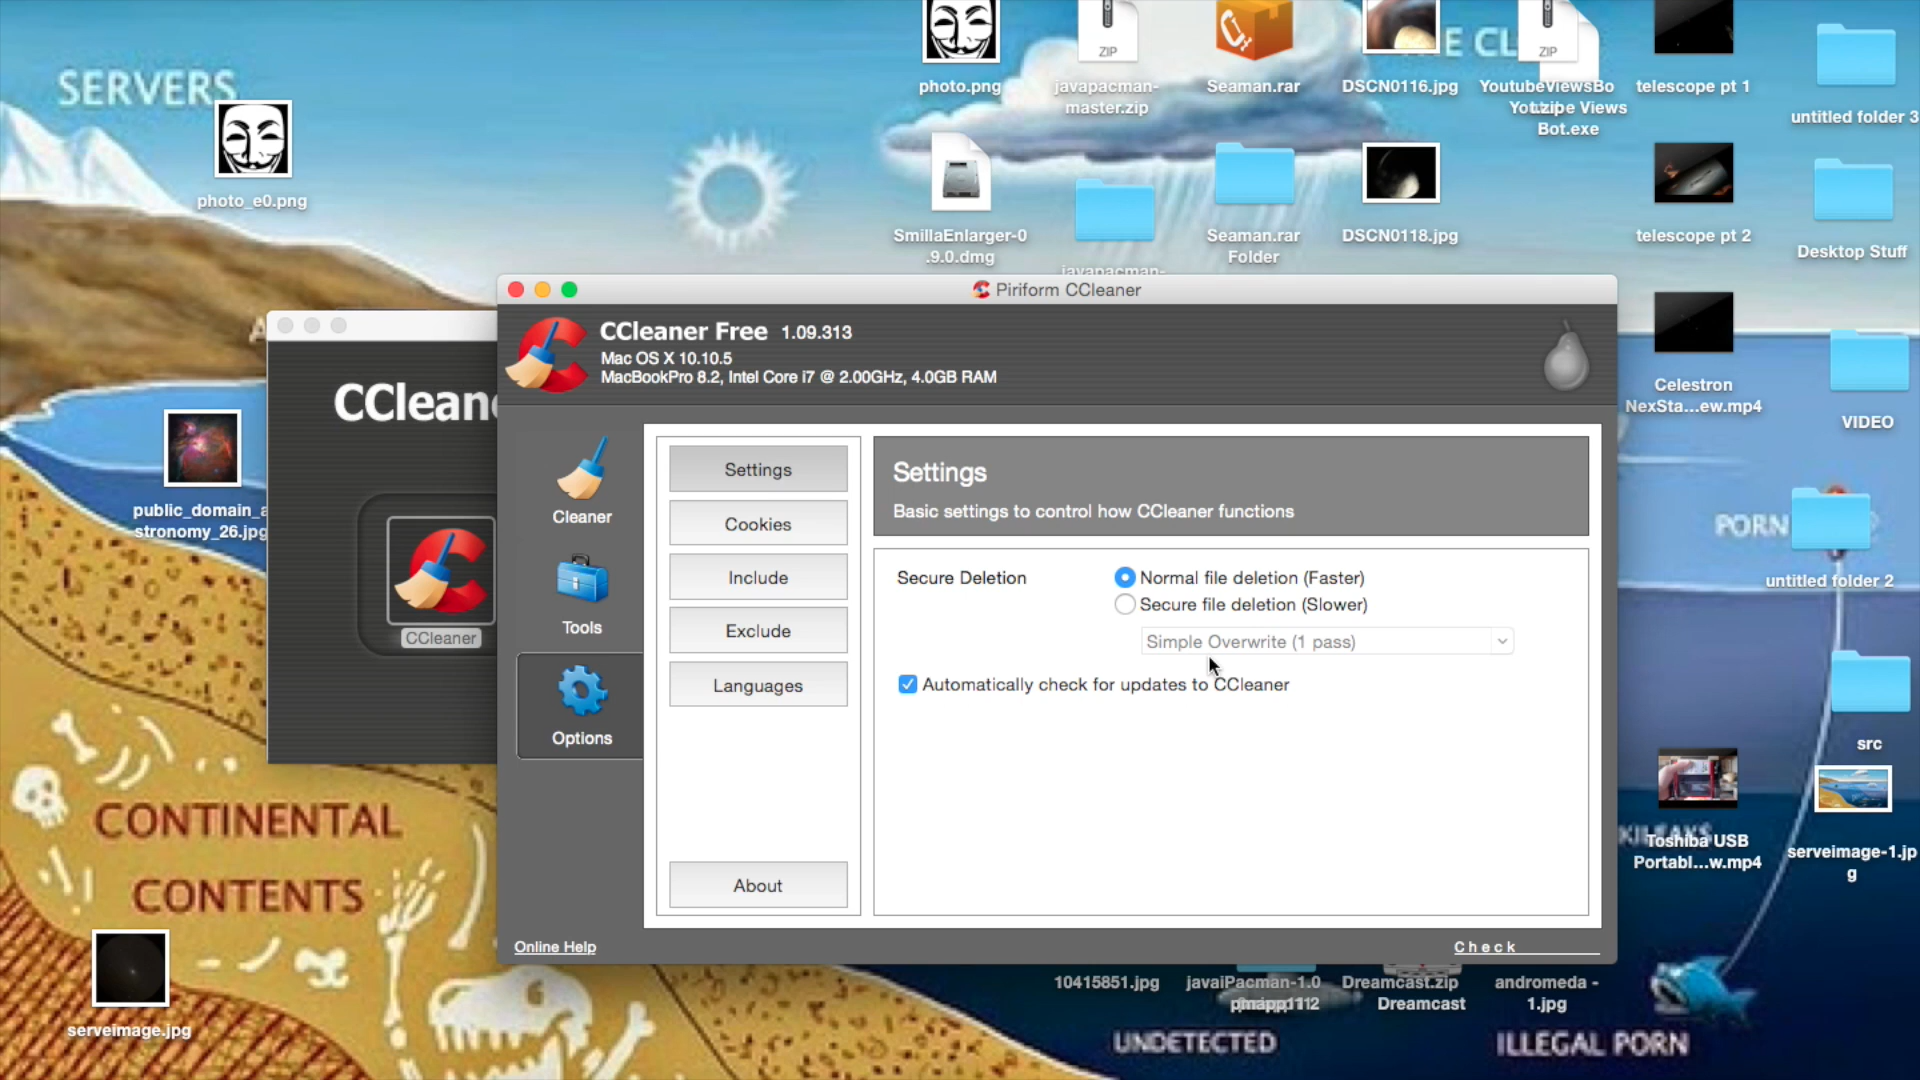 SERVERS
photo_e0.png
photo.png
javapacman-
master.zip
ZIP
Seaman.rar
DSCN0116.jpg
E CL
ZIP
YoutubeViewsBo
Bot.exe
telescope pt 1
untitled folder 3
SmillaEnlarger-0
.9.0.dmg
javapacman-
Seaman.rar
Folder
DSCN0118.jpg
telescope pt 2
Desktop Stuff
Piriform CCleaner
CCleaner Free 1.09.313
Mac OS X 10.10.5
MacBookPro 8.2, Intel Core i7 @ 2.00GHz, 4.0GB RAM
CClean
CCleaner
Cleaner
Tools
Options
Settings
Cookies
Include
Exclude
Languages
About
Settings
Basic settings to control how CCleaner functions
Secure Deletion
Normal file deletion (Faster)
Secure file deletion (Slower)
Simple Overwrite (1 pass)
Automatically check for updates to CCleaner
Online Help
Check
Celestron
NexSta...ew.mp4
VIDEO
PORN
untitled folder 2
src
public_domain_a
stronomy_26.jpg
Toshiba USB
Portabl...w.mp4
serveimage-1.jp
g
CONTINENTAL
CONTENTS
serveimage.jpg
10415851.jpg
javaiPacman-1.0
Dreamcast.zip
Dreamcast
andromeda -
1.jpg
UNDETECTED
ILLEGAL PORN